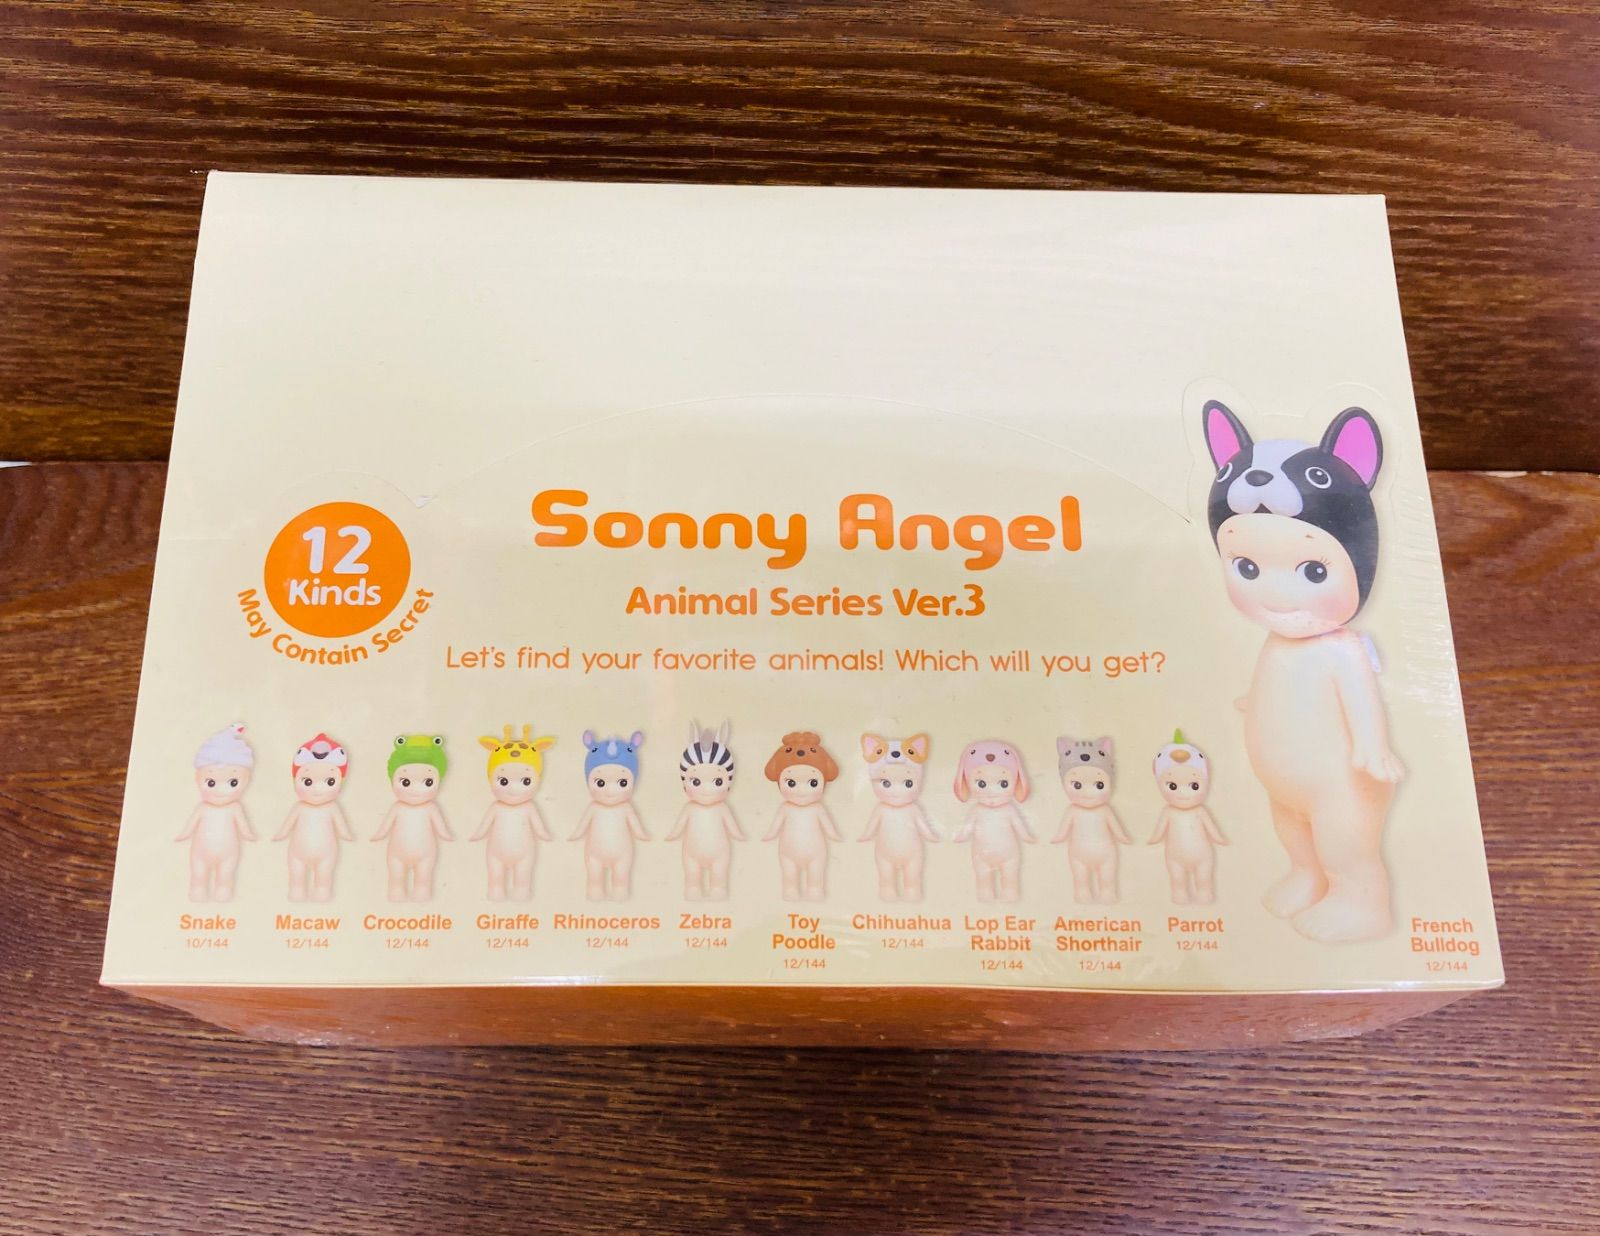 12
Kinds
May Contain Secret
Sonny Angel
Animal Series Ver.3
Let's find your favorite animals! Which will you get?
Snake
10/144
Macaw
12/144
Crocodile
12/144
Giraffe
12/144
Rhinoceros
12/144
Zebra
12/144
Toy
Poodle
12/144
Chihuahua
12/144
Lop Ear
Rabbit
12/144
American
Shorthair
12/144
Parrot
12/144
French
Bulldog
12/144